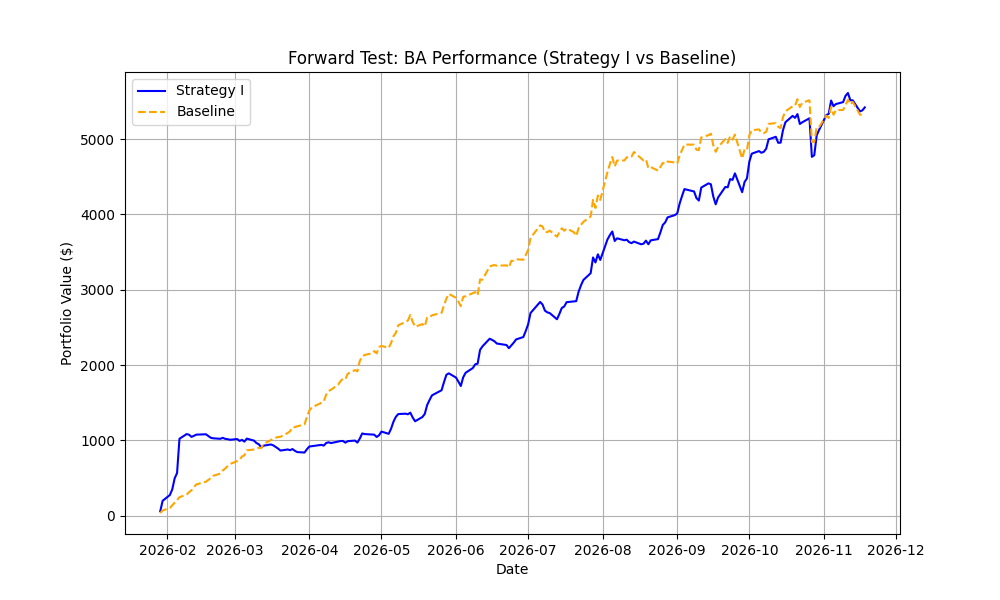 Forward Test: BA Performance (Strategy I vs Baseline)
Strategy I
Baseline
Portfolio Value ($)
5000
4000
3000
2000
1000
0
2026-02 2026-03 2026-04 2026-05 2026-06 2026-07 2026-08 2026-09 2026-10 2026-11 2026-12
Date